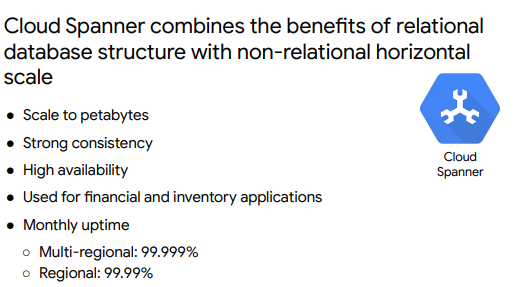 Cloud Spanner combines the benefits of relational
database structure with non-relational horizontal
scale
● Scale to petabytes
● Strong consistency
● High availability
● Used for financial and inventory applications
● Monthly uptime
○ Multi-regional: 99.999%
○ Regional: 99.99%
Cloud
Spanner